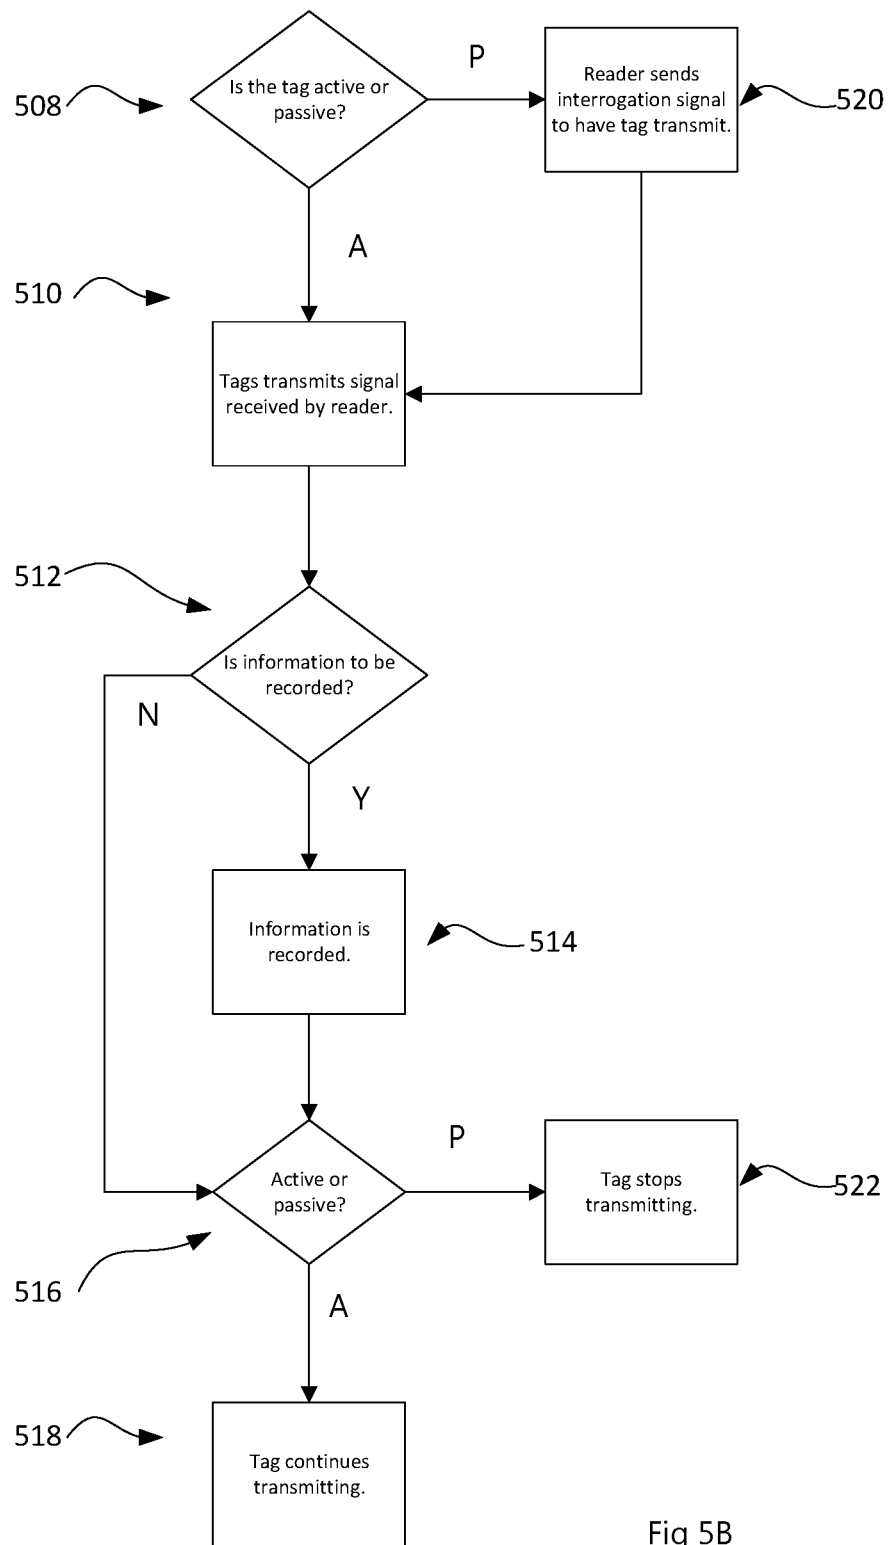 508
Is the tag active or
passive?
P
Reader sends
interrogation signal
to have tag transmit.
520
A
510
Tags transmits signal
received by reader.
512
Is information to be
recorded?
N
Y
Information is
recorded.
514
Active or
passive?
P
Tag stops
transmitting.
522
516
A
518
Tag continues
transmitting.
Fig 5B